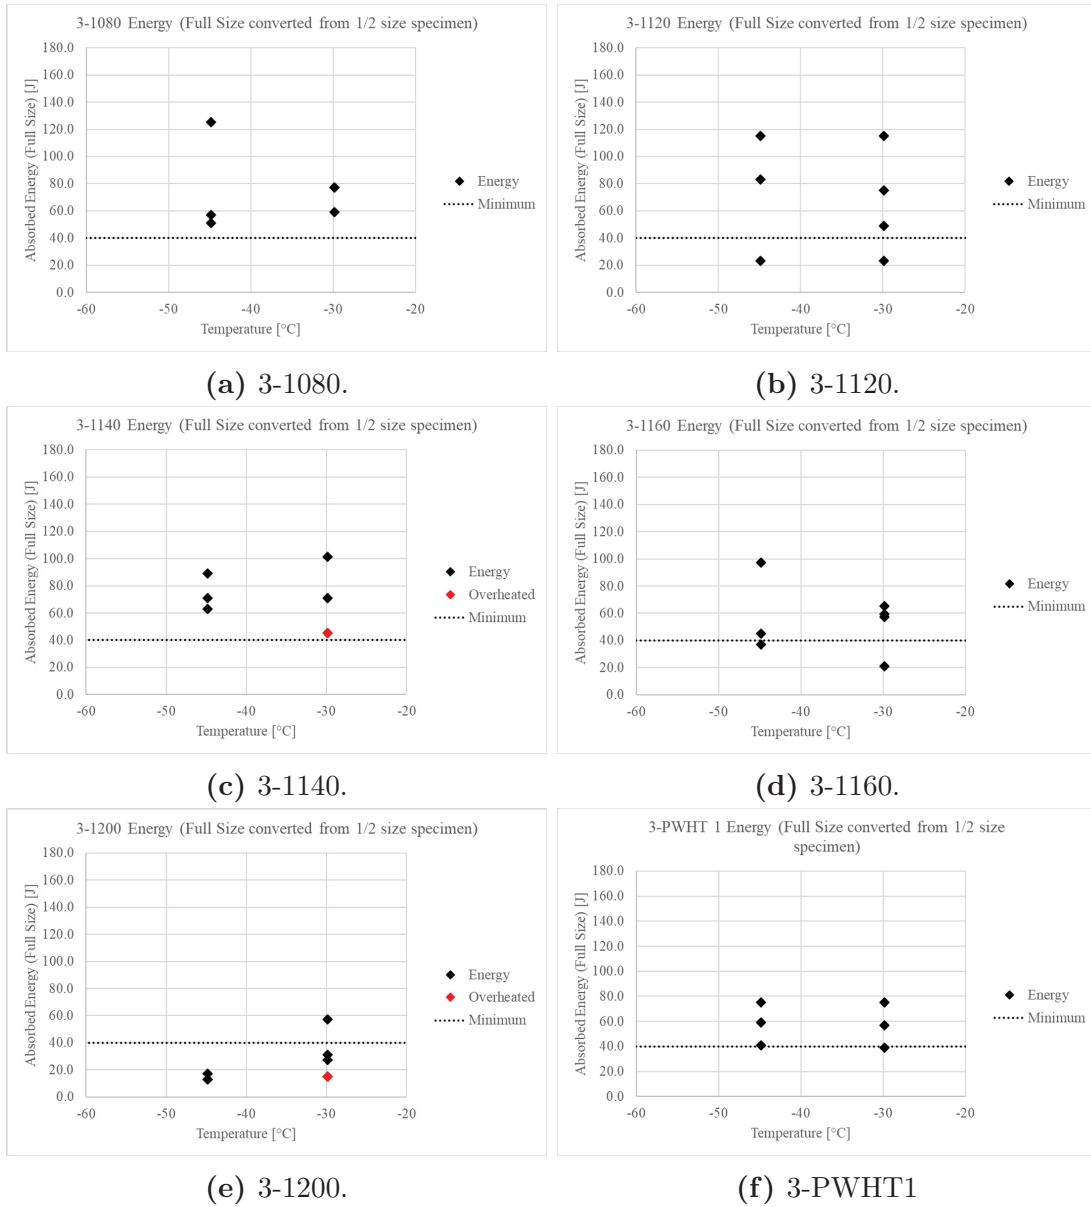 3-1080 Energy (Full Size converted from 1/2 size specimen)
180.0
160.0
140.0
120.0
100.0
80.0
60.0
40.0
20.0
0.0
Absorbed Energy (Full Size) [J]
-60 -50 -40 -30 -20
Temperature [°C]
Energy
Minimum
(a) 3-1080.
3-1120 Energy (Full Size converted from 1/2 size specimen)
180.0
160.0
140.0
120.0
100.0
80.0
60.0
40.0
20.0
0.0
Absorbed Energy (Full Size) [J]
-60 -50 -40 -30 -20
Temperature [°C]
Energy
Minimum
(b) 3-1120.
3-1140 Energy (Full Size converted from 1/2 size specimen)
180.0
160.0
140.0
120.0
100.0
80.0
60.0
40.0
20.0
0.0
Absorbed Energy (Full Size) [J]
-60 -50 -40 -30 -20
Temperature [°C]
Energy
Overheated
Minimum
(c) 3-1140.
3-1160 Energy (Full Size converted from 1/2 size specimen)
180.0
160.0
140.0
120.0
100.0
80.0
60.0
40.0
20.0
0.0
Absorbed Energy (Full Size) [J]
-60 -50 -40 -30 -20
Temperature [°C]
Energy
Minimum
(d) 3-1160.
3-1200 Energy (Full Size converted from 1/2 size specimen)
180.0
160.0
140.0
120.0
100.0
80.0
60.0
40.0
20.0
0.0
Absorbed Energy (Full Size) [J]
-60 -50 -40 -30 -20
Temperature [°C]
Energy
Overheated
Minimum
(e) 3-1200.
3-PWHT 1 Energy (Full Size converted from 1/2 size
specimen)
180.0
160.0
140.0
120.0
100.0
80.0
60.0
40.0
20.0
0.0
Absorbed Energy (Full Size) [J]
-60 -50 -40 -30 -20
Temperature [°C]
Energy
Minimum
(f) 3-PWHT1